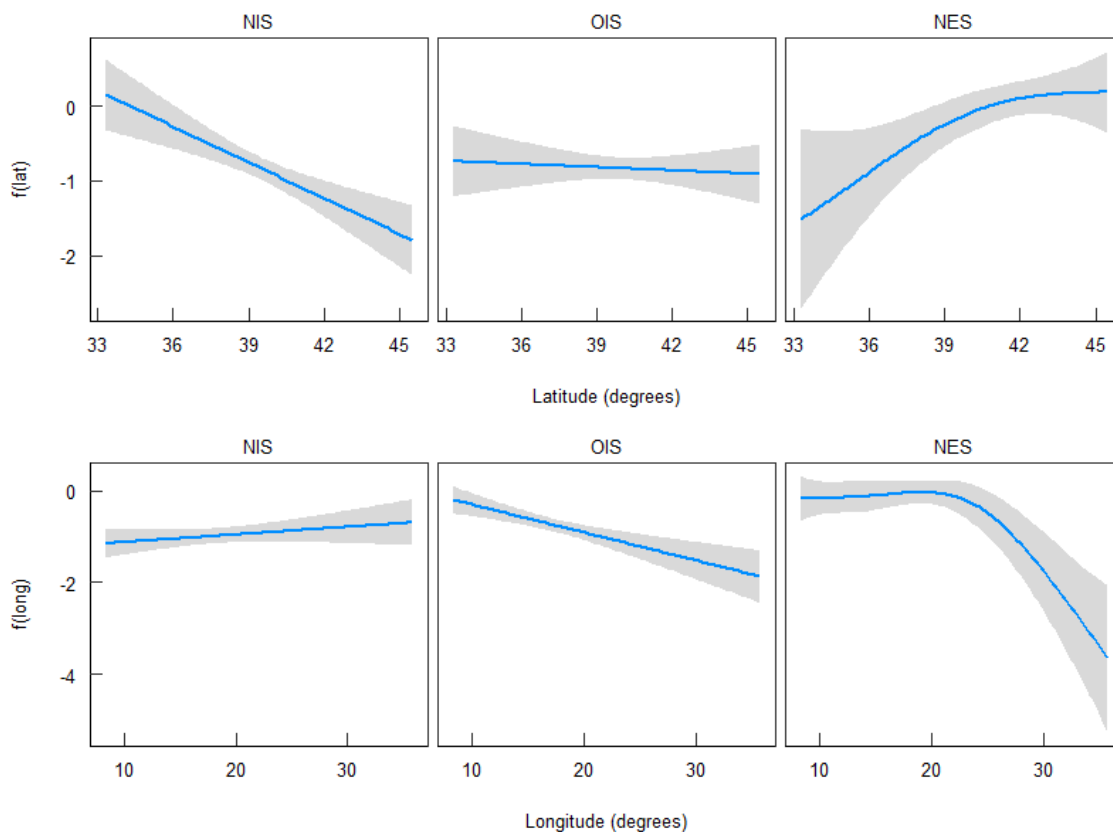 NIS OIS NES
f(lat)
0
-1
-2
33 36 39 42 45 33 36 39 42 45 33 36 39 42 45
Latitude (degrees)
NIS OIS NES
f(long)
0
-2
-4
10 20 30 10 20 30 10 20 30
Longitude (degrees)